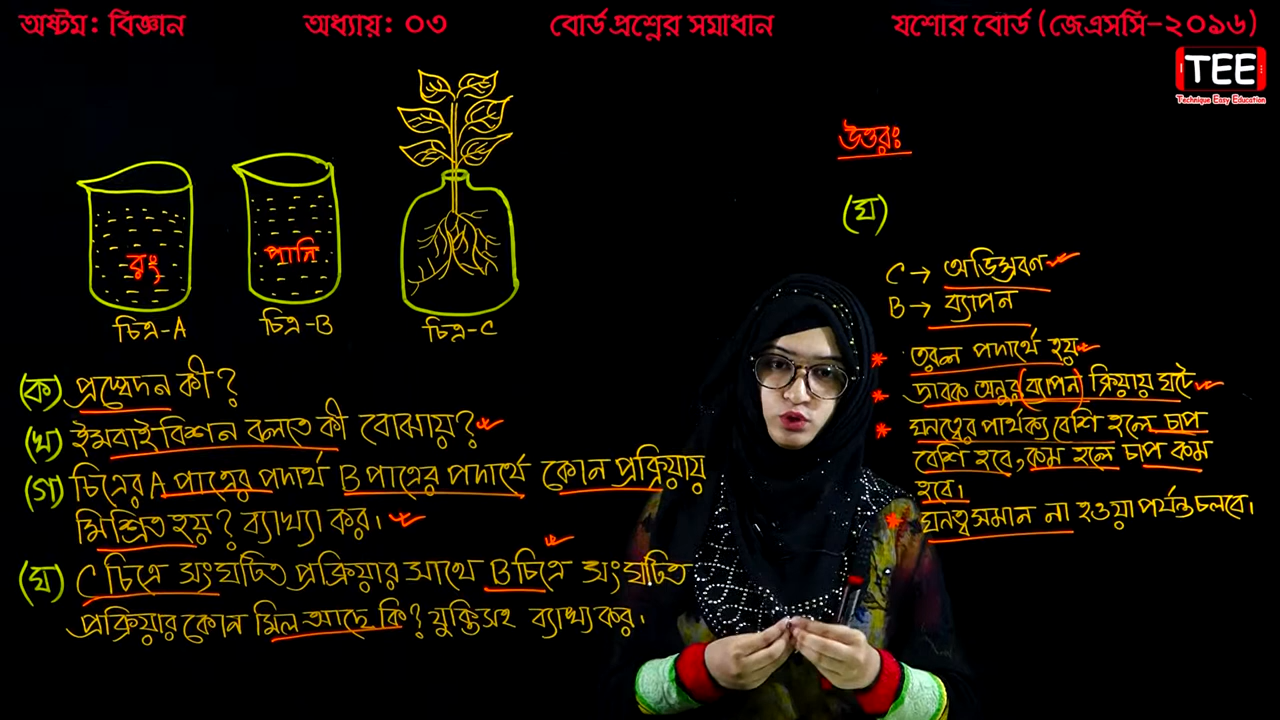 অষ্টম: বিজ্ঞান
অধ্যায়: ০৩
বোর্ড প্রশ্নের সমাধান
যশোর বোর্ড (জেএসসি-২০১৬)
TEE
Technique Easy Education
রং
পানি
চিত্র-A
চিত্র-B
চিত্র-C
(ক) প্রস্বেদন কী?
(খ) ইমবাইবিশন বলতে কী বোঝায়?
(গ) চিত্রের A পাত্রের পদার্থ B পাত্রের পদার্থে কোন প্রক্রিয়ায়
মিশ্রিত হয়? ব্যাখ্যা কর।
(ঘ) C চিত্রে সংঘটিত প্রক্রিয়ার সাথে B চিত্রে সংঘটিত
প্রক্রিয়ার কোন মিল আছে কি? যুক্তিসহ ব্যাখ্যা কর।
উত্তরঃ
(ঘ)
C → অভিস্রবণ
B → ব্যাপন
* তরল পদার্থে হয়
* দ্রাবক অনুর (ব্যাপন) ক্রিয়ায় ঘটে
* ঘনত্বের পার্থক্য বেশি হলে চাপ
বেশি হবে, কম হলে চাপ কম
হবে।
* ঘনত্ব সমান না হওয়া পর্যন্ত চলবে।